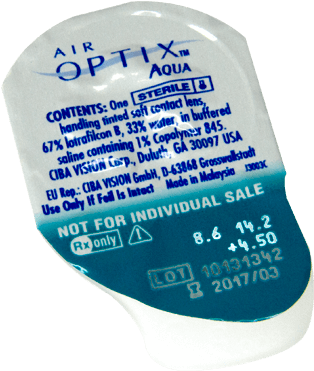 AIR
OPTIX™
AQUA
STERILE
CONTENTS: One
handling tinted soft contact lens,
67% lotrafilcon B, 33% water, in buffered
saline containing 1% Copolymer 845.
CIBA VISION Corp., Duluth, GA 30097 USA
EU Rep.: CIBA VISION GmbH, D-63868 Grosswallstadt
Use Only If Foil Is Intact Made in Malaysia
NOT FOR INDIVIDUAL SALE
Rx only 8.6 14.2
+4.50
LOT 10131342
2017/03